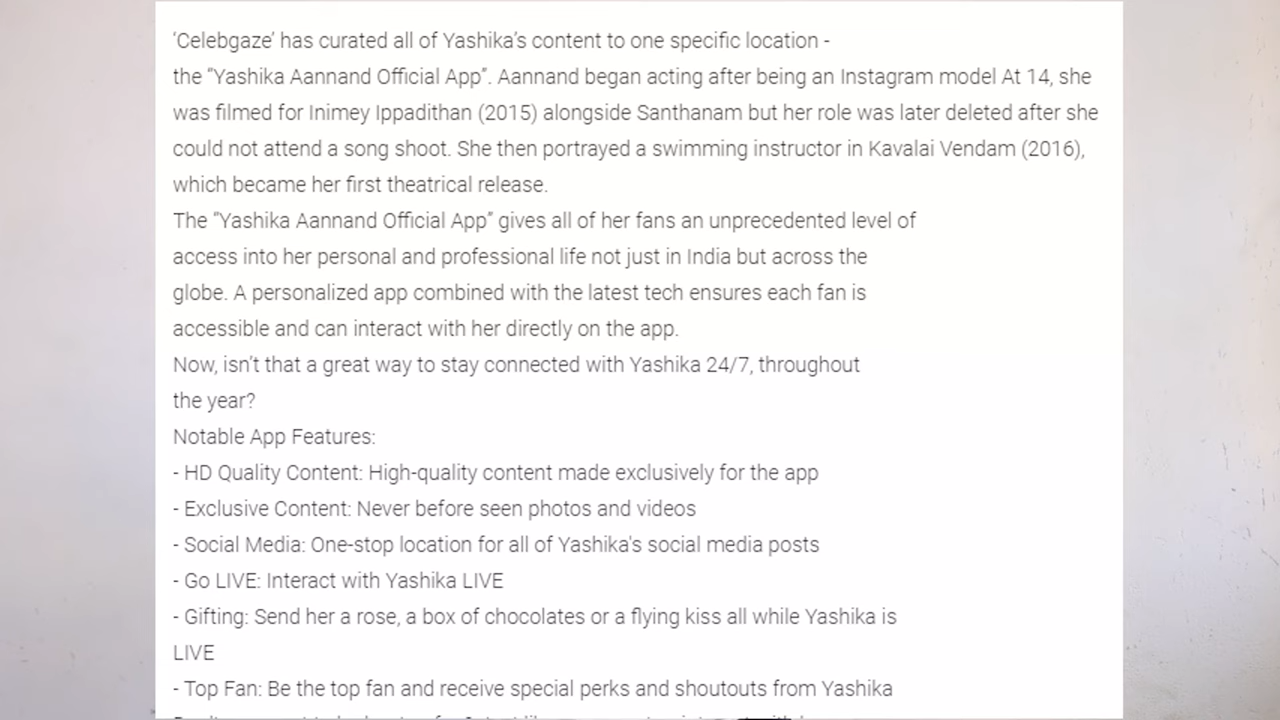 ‘Celebgaze’ has curated all of Yashika’s content to one specific location -
the “Yashika Aannand Official App”. Aannand began acting after being an Instagram model At 14, she
was filmed for Inimey Ippadithan (2015) alongside Santhanam but her role was later deleted after she
could not attend a song shoot. She then portrayed a swimming instructor in Kavalai Vendam (2016),
which became her first theatrical release.
The “Yashika Aannand Official App” gives all of her fans an unprecedented level of
access into her personal and professional life not just in India but across the
globe. A personalized app combined with the latest tech ensures each fan is
accessible and can interact with her directly on the app.
Now, isn’t that a great way to stay connected with Yashika 24/7, throughout
the year?
Notable App Features:
- HD Quality Content: High-quality content made exclusively for the app
- Exclusive Content: Never before seen photos and videos
- Social Media: One-stop location for all of Yashika’s social media posts
- Go LIVE: Interact with Yashika LIVE
- Gifting: Send her a rose, a box of chocolates or a flying kiss all while Yashika is
LIVE
- Top Fan: Be the top fan and receive special perks and shoutouts from Yashika